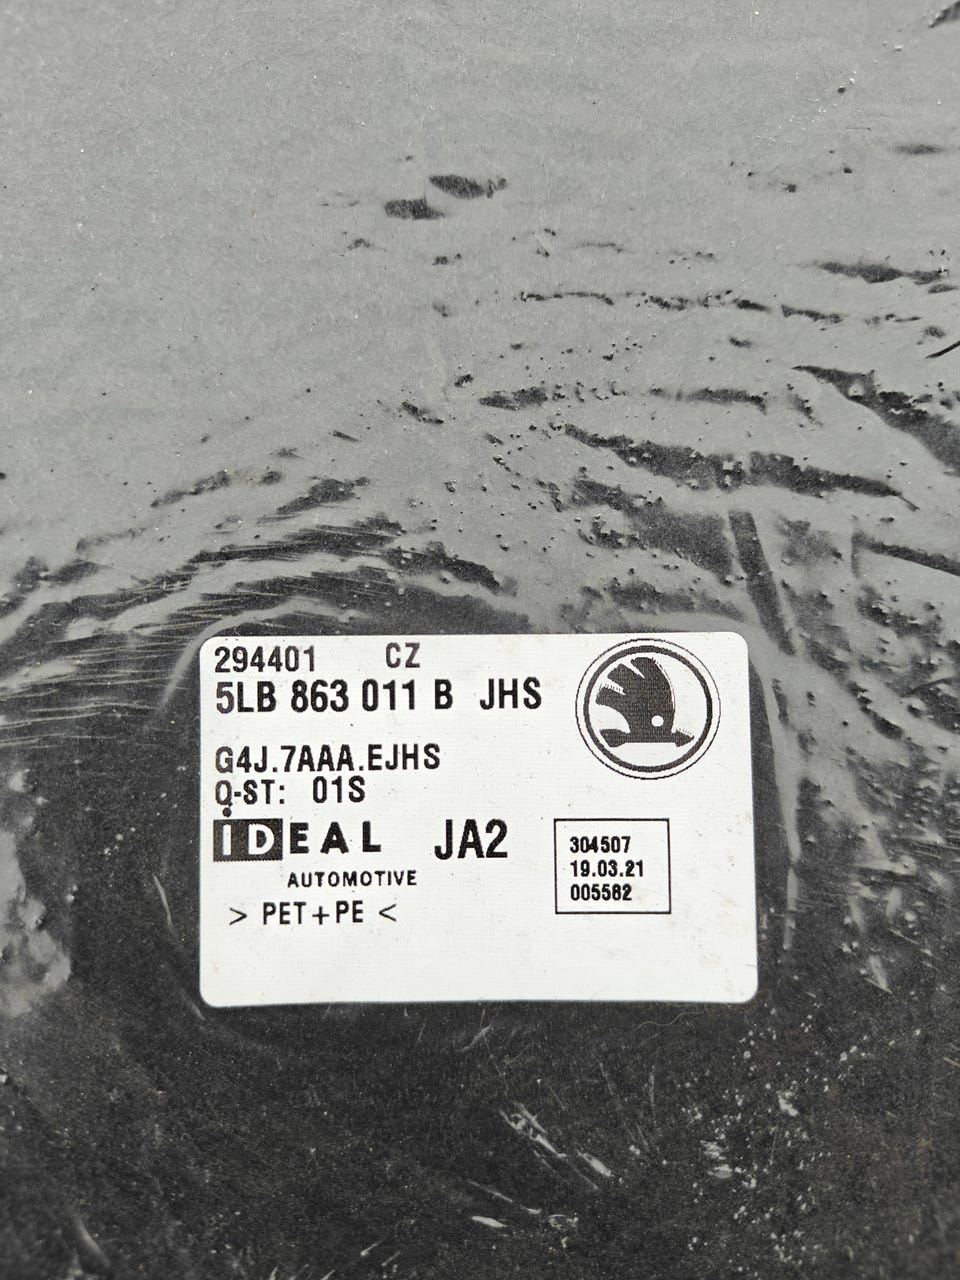 294401 CZ
5LB 863 011 B JHS
G4J.7AAA.EJHS
Q-ST: 01S
IDEAL JA2
AUTOMOTIVE
> PET+PE <
304507
19.03.21
005582